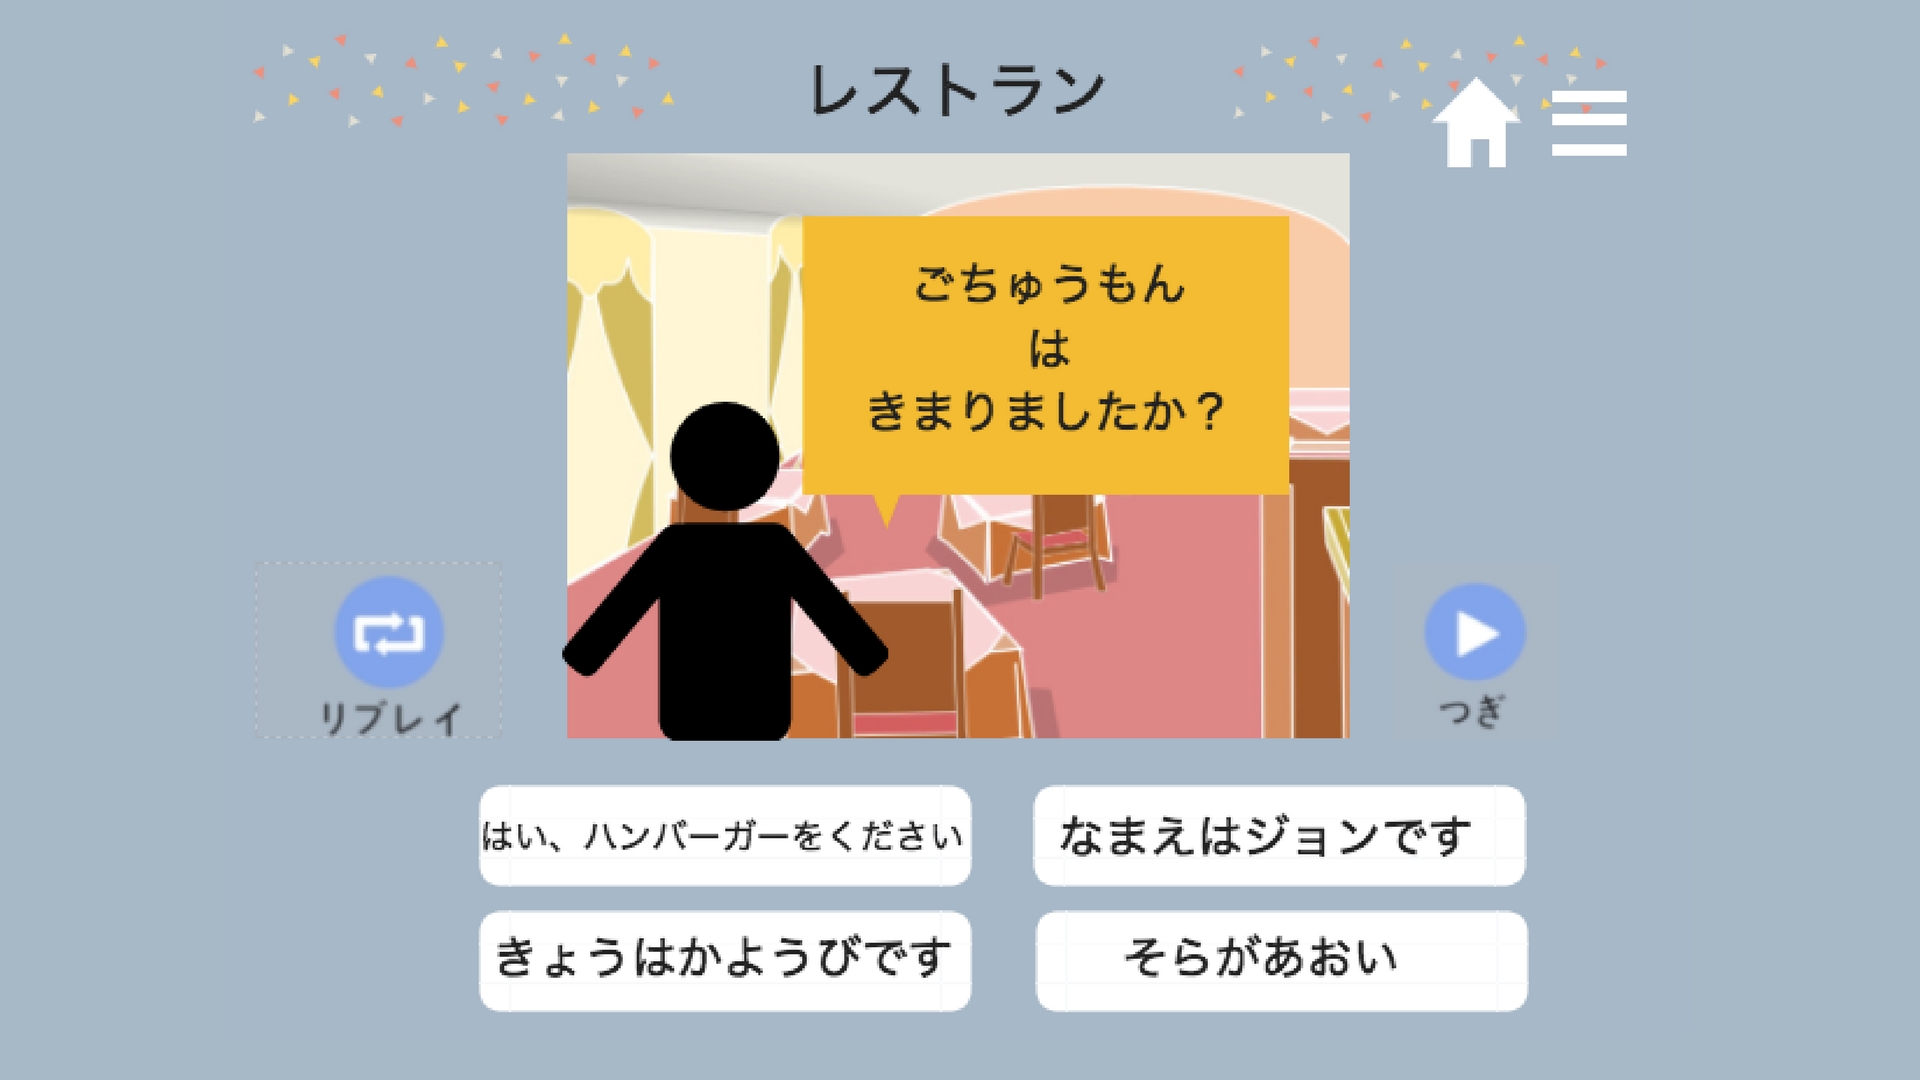 レストラン
ごちゅうもん
は
きまりましたか？
リプレイ
つぎ
はい、ハンバーガーをください
なまえはジョンです
きょうはかようびです
そらがあおい